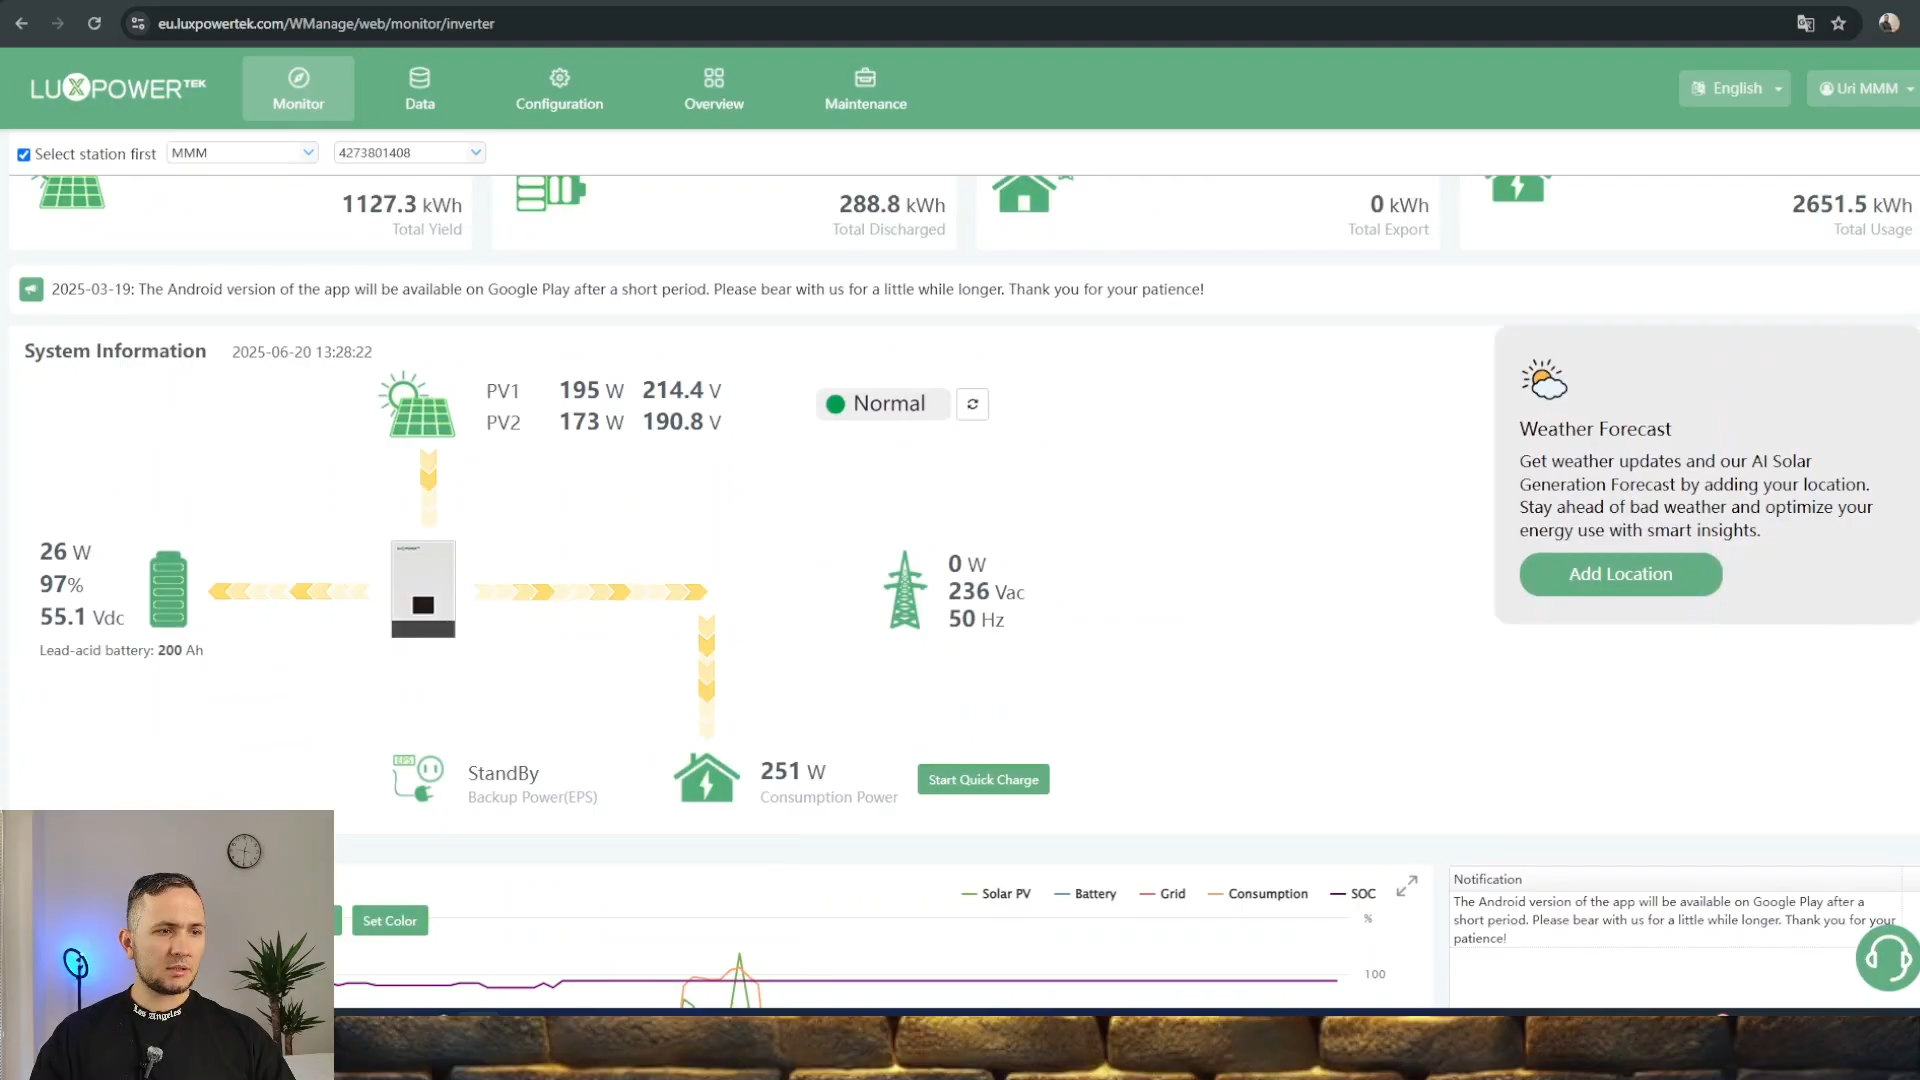 eu.luxpowertek.com/WManage/web/monitor/inverter
LUXPOWERTEK
Monitor
Data
Configuration
Overview
Maintenance
English
Uri MMM
Select station first
MMM
4273801408
1127.3 kWh
Total Yield
288.8 kWh
Total Discharged
0 kWh
Total Export
2651.5 kWh
Total Usage
2025-03-19: The Android version of the app will be available on Google Play after a short period. Please bear with us for a little while longer. Thank you for your patience!
System Information
2025-06-20 13:28:22
PV1 195 W 214.4 V
PV2 173 W 190.8 V
Normal
Weather Forecast
Get weather updates and our AI Solar
Generation Forecast by adding your location.
Stay ahead of bad weather and optimize your
energy use with smart insights.
Add Location
26 W
97%
55.1 Vdc
Lead-acid battery: 200 Ah
0 W
236 Vac
50 Hz
EPS
StandBy
Backup Power(EPS)
251 W
Consumption Power
Start Quick Charge
Set Color
Solar PV
Battery
Grid
Consumption
SOC
%
100
Notification
The Android version of the app will be available on Google Play after a
short period. Please bear with us for a little while longer. Thank you for your
patience!
Los Angeles